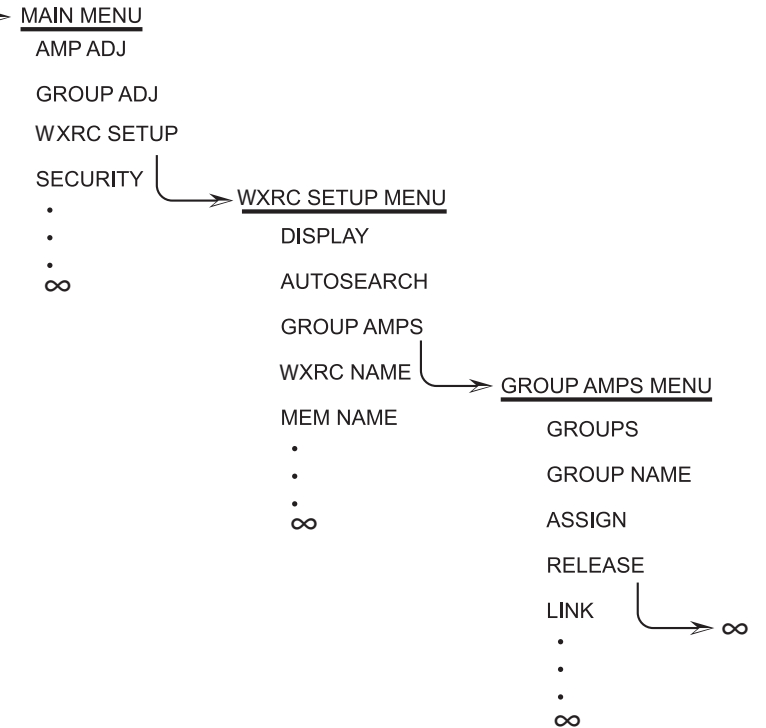 MAIN MENU
AMP ADJ
GROUP ADJ
WXRC SETUP
SECURITY
.
.
.
∞
WXRC SETUP MENU
DISPLAY
AUTOSEARCH
GROUP AMPS
WXRC NAME
MEM NAME
.
.
.
∞
GROUP AMPS MENU
GROUPS
GROUP NAME
ASSIGN
RELEASE
LINK
∞
.
.
.
∞